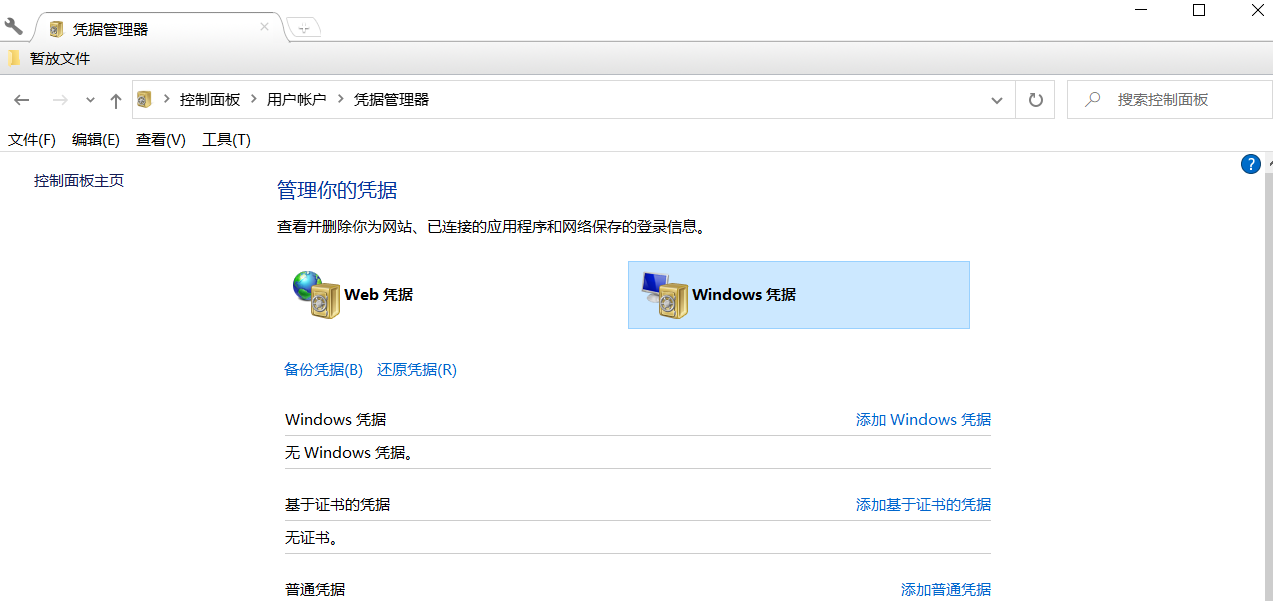 凭据管理器
暂放文件
控制面板 用户帐户 凭据管理器 搜索控制面板
文件(F) 编辑(E) 查看(V) 工具(T)
?
控制面板主页
管理你的凭据
查看并删除你为网站、已连接的应用程序和网络保存的登录信息。
Web 凭据 Windows 凭据
备份凭据(B) 还原凭据(R)
Windows 凭据 添加 Windows 凭据
无 Windows 凭据。
基于证书的凭据 添加基于证书的凭据
无证书。
普通凭据 添加普通凭据